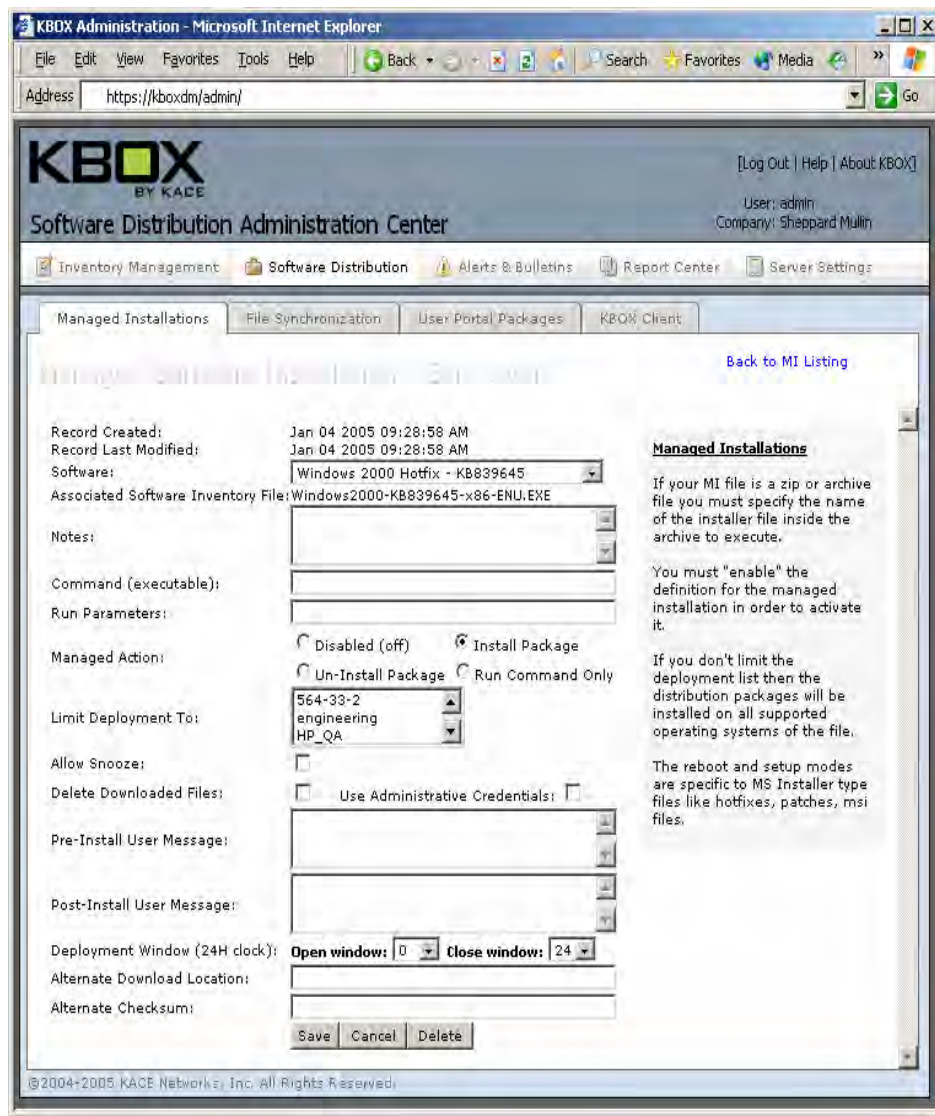 KBOX Administration - Microsoft Internet Explorer
File Edit View Favorites Tools Help Back Search Favorites Media »
Address https://kboxdm/admin/ Go
KBOX
BY KACE
[Log Out | Help | About KBOX]
User: admin
Company: Sheppard Mullin
Software Distribution Administration Center
Inventory Management Software Distribution Alerts & Bulletins Report Center Server Settings
Managed Installations File Synchronization User Portal Packages KBOX Client
Back to MI Listing
Record Created: Jan 04 2005 09:28:58 AM
Record Last Modified: Jan 04 2005 09:28:58 AM
Software: Windows 2000 Hotfix - KB839645
Associated Software Inventory File: Windows2000-KB839645-x86-ENU.EXE
Notes:
Command (executable):
Run Parameters:
Managed Action: Disabled (off) Install Package
Un-Install Package Run Command Only
Limit Deployment To: 564-33-2
engineering
HP_QA
Allow Snooze:
Delete Downloaded Files: Use Administrative Credentials:
Pre-Install User Message:
Post-Install User Message:
Deployment Window (24H clock): Open window: 0 Close window: 24
Alternate Download Location:
Alternate Checksum:
Save Cancel Delete
Managed Installations
If your MI file is a zip or archive
file you must specify the name
of the installer file inside the
archive to execute.
You must "enable" the
definition for the managed
installation in order to activate
it.
If you don't limit the
deployment list then the
distribution packages will be
installed on all supported
operating systems of the file.
The reboot and setup modes
are specific to MS Installer type
files like hotfixes, patches, msi
files.
©2004-2005 KACE Networks, Inc. All Rights Reserved.